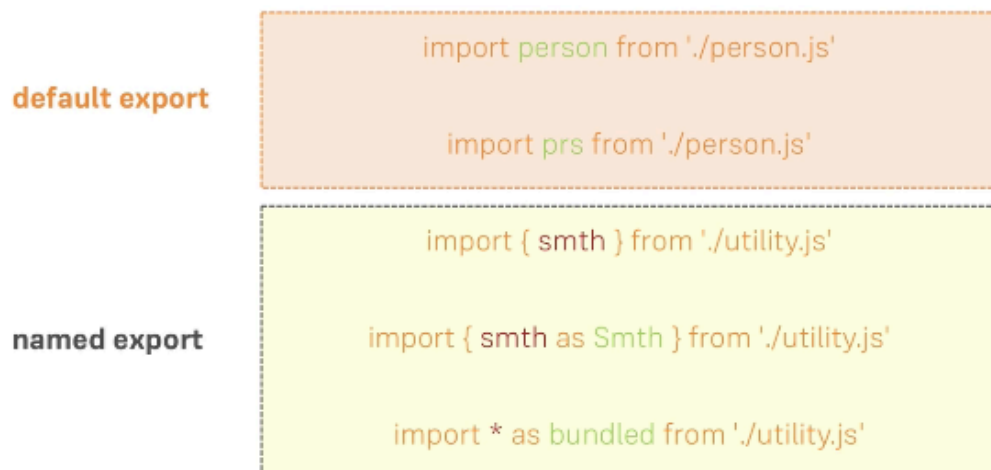 default export
import person from './person.js'
import prs from './person.js'
named export
import { smth } from './utility.js'
import { smth as Smth } from './utility.js'
import * as bundled from './utility.js'